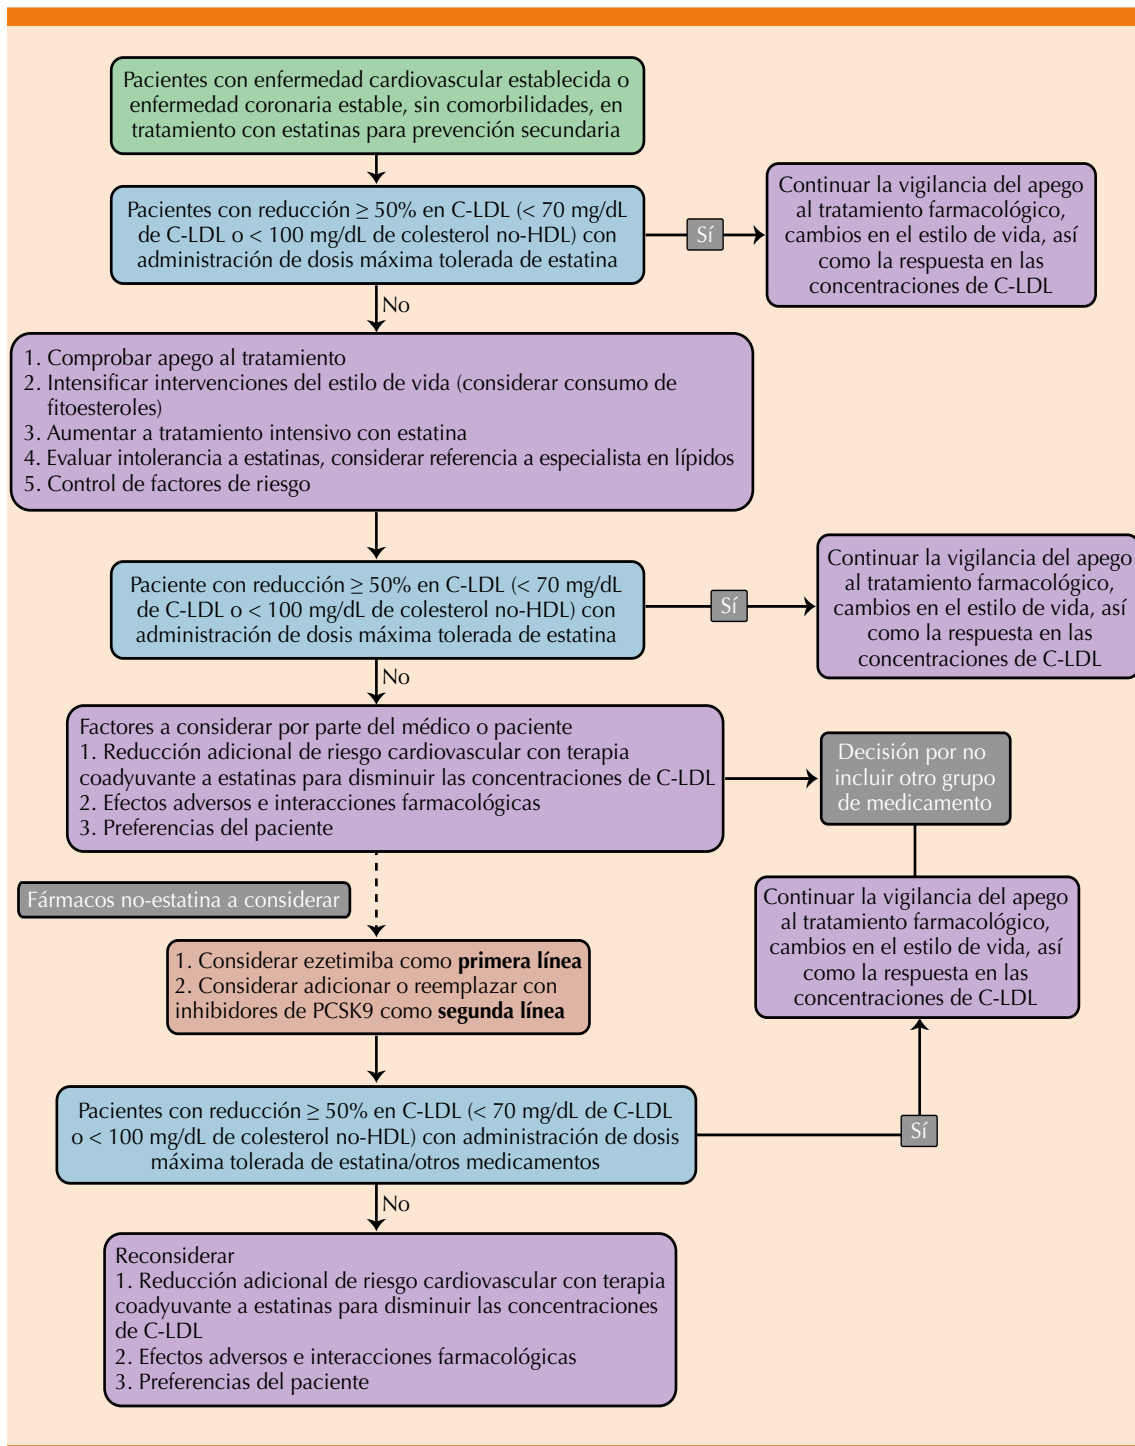 Pacientes con enfermedad cardiovascular establecida o
enfermedad coronaria estable, sin comorbilidades, en
tratamiento con estatinas para prevención secundaria
Pacientes con reducción ≥ 50% en C-LDL (< 70 mg/dL
de C-LDL o < 100 mg/dL de colesterol no-HDL) con
administración de dosis máxima tolerada de estatina
Sí
Continuar la vigilancia del apego
al tratamiento farmacológico,
cambios en el estilo de vida, así
como la respuesta en las
concentraciones de C-LDL
No
1. Comprobar apego al tratamiento
2. Intensificar intervenciones del estilo de vida (considerar consumo de
fitoesteroles)
3. Aumentar a tratamiento intensivo con estatina
4. Evaluar intolerancia a estatinas, considerar referencia a especialista en lípidos
5. Control de factores de riesgo
Paciente con reducción ≥ 50% en C-LDL (< 70 mg/dL
de C-LDL o < 100 mg/dL de colesterol no-HDL) con
administración de dosis máxima tolerada de estatina
Sí
Continuar la vigilancia del apego
al tratamiento farmacológico,
cambios en el estilo de vida, así
como la respuesta en las
concentraciones de C-LDL
No
Factores a considerar por parte del médico o paciente
1. Reducción adicional de riesgo cardiovascular con terapia
coadyuvante a estatinas para disminuir las concentraciones de C-LDL
2. Efectos adversos e interacciones farmacológicas
3. Preferencias del paciente
Decisión por no
incluir otro grupo
de medicamento
Fármacos no-estatina a considerar
Continuar la vigilancia del apego
al tratamiento farmacológico,
cambios en el estilo de vida, así
como la respuesta en las
concentraciones de C-LDL
1. Considerar ezetimiba como primera línea
2. Considerar adicionar o reemplazar con
inhibidores de PCSK9 como segunda línea
Pacientes con reducción ≥ 50% en C-LDL (< 70 mg/dL de C-LDL
o < 100 mg/dL de colesterol no-HDL) con administración de dosis
máxima tolerada de estatina/otros medicamentos
Sí
No
Reconsiderar
1. Reducción adicional de riesgo cardiovascular con terapia
coadyuvante a estatinas para disminuir las concentraciones
de C-LDL
2. Efectos adversos e interacciones farmacológicas
3. Preferencias del paciente